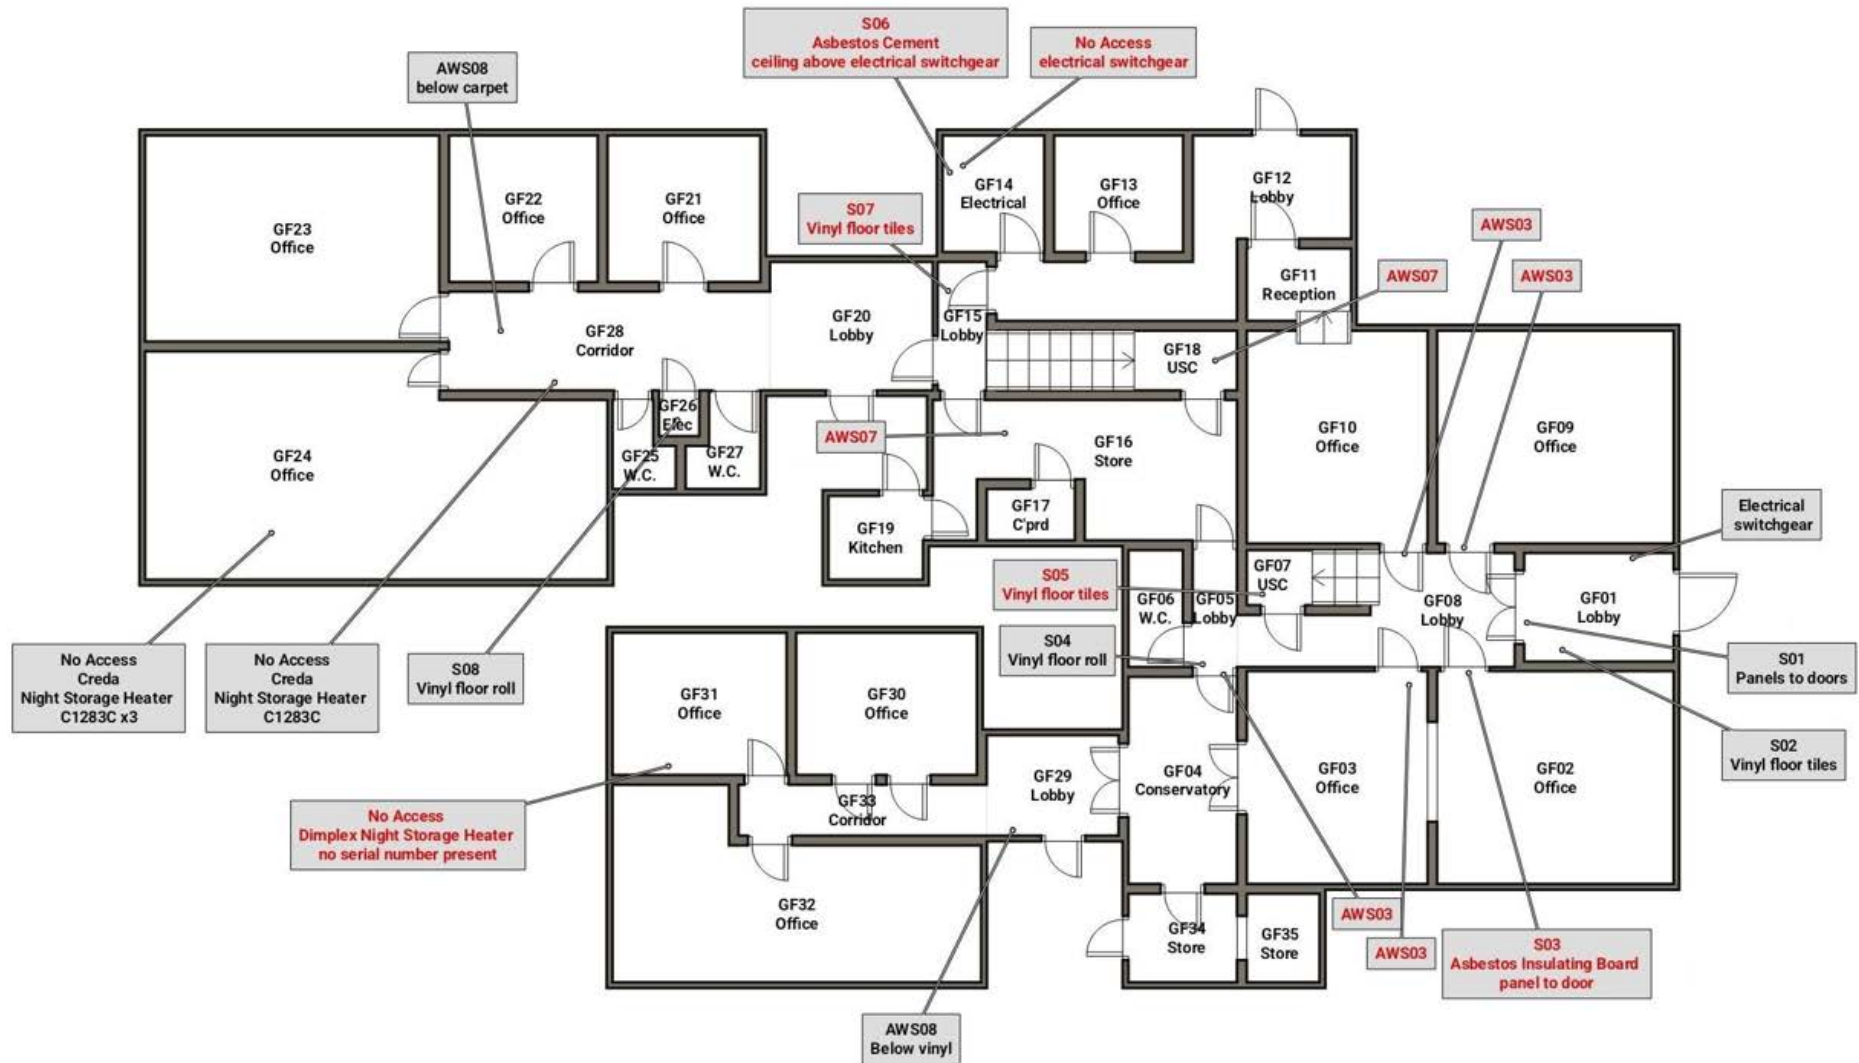 S06
Asbestos Cement
ceiling above electrical switchgear
No Access
electrical switchgear
AWS08
below carpet
GF22
Office
GF21
Office
GF23
Office
S07
Vinyl floor tiles
GF14
Electrical
GF13
Office
GF12
Lobby
AWS03
AWS07
AWS03
GF11
Reception
GF28
Corridor
GF20
Lobby
GF15
Lobby
GF18
USC
GF26
Elec
AWS07
GF16
Store
GF10
Office
GF09
Office
GF24
Office
GF25
W.C.
GF27
W.C.
GF17
C'prd
GF19
Kitchen
Electrical
switchgear
S05
Vinyl floor tiles
GF06
W.C.
GF05
Lobby
GF07
USC
GF08
Lobby
GF01
Lobby
S04
Vinyl floor roll
No Access
Creda
Night Storage Heater
C1283C x3
No Access
Creda
Night Storage Heater
C1283C
S08
Vinyl floor roll
S01
Panels to doors
GF31
Office
GF30
Office
S02
Vinyl floor tiles
GF29
Lobby
GF04
Conservatory
GF03
Office
GF02
Office
No Access
Dimplex Night Storage Heater
no serial number present
GF33
Corridor
GF32
Office
GF34
Store
GF35
Store
AWS03
AWS03
S03
Asbestos Insulating Board
panel to door
AWS08
Below vinyl